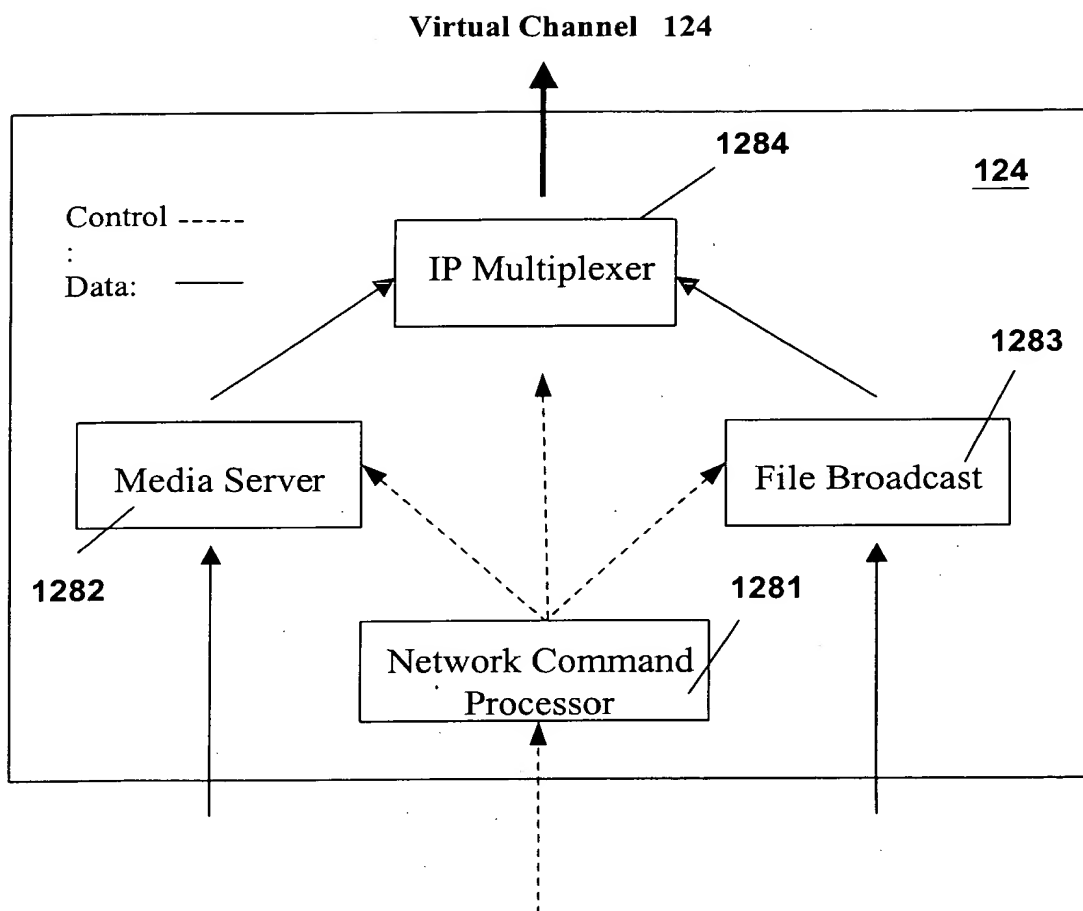 Virtual Channel 124
1284
124
Control -----
:
Data:
IP Multiplexer
1283
Media Server
File Broadcast
1282
1281
Network Command
Processor